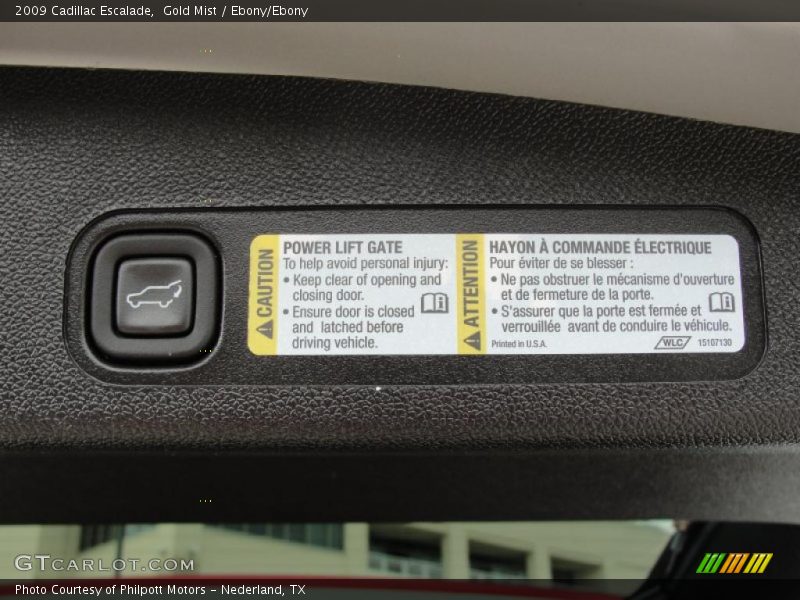 2009 Cadillac Escalade,  Gold Mist / Ebony/Ebony
CAUTION
POWER LIFT GATE
To help avoid personal injury:
• Keep clear of opening and
closing door.
• Ensure door is closed
and latched before
driving vehicle.
ATTENTION
HAYON À COMMANDE ÉLECTRIQUE
Pour éviter de se blesser :
• Ne pas obstruer le mécanisme d'ouverture
et de fermeture de la porte.
• S'assurer que la porte est fermée et
verrouillée avant de conduire le véhicule.
Printed in U.S.A.
WLC 15107130
GTCARLOT.COM
Photo Courtesy of Philpott Motors - Nederland, TX